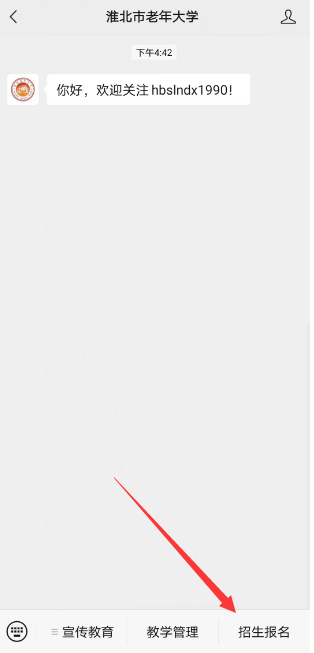 淮北市老年大学
下午4:42
你好，欢迎关注 hbslndx1990！
宣传教育
教学管理
招生报名